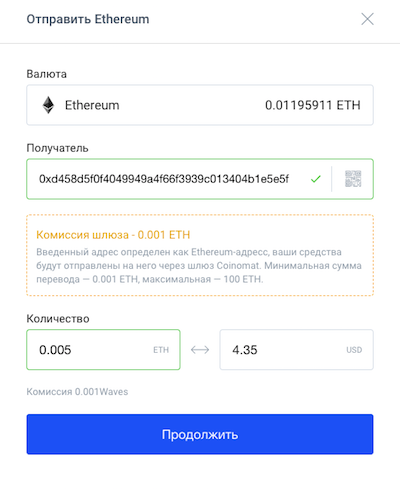 Отправить Ethereum
Валюта
Ethereum 0.01195911 ETH
Получатель
0xd458d5f0f4049949a4f66f3939c013404b1e5e5f
Комиссия шлюза - 0.001 ETH
Введенный адрес определен как Ethereum-адресс, ваши средства
будут отправлены на него через шлюз Coinomat. Минимальная сумма
перевода — 0.001 ETH, максимальная — 100 ETH.
Количество
0.005 ETH 4.35 USD
Комиссия 0.001Waves
Продолжить